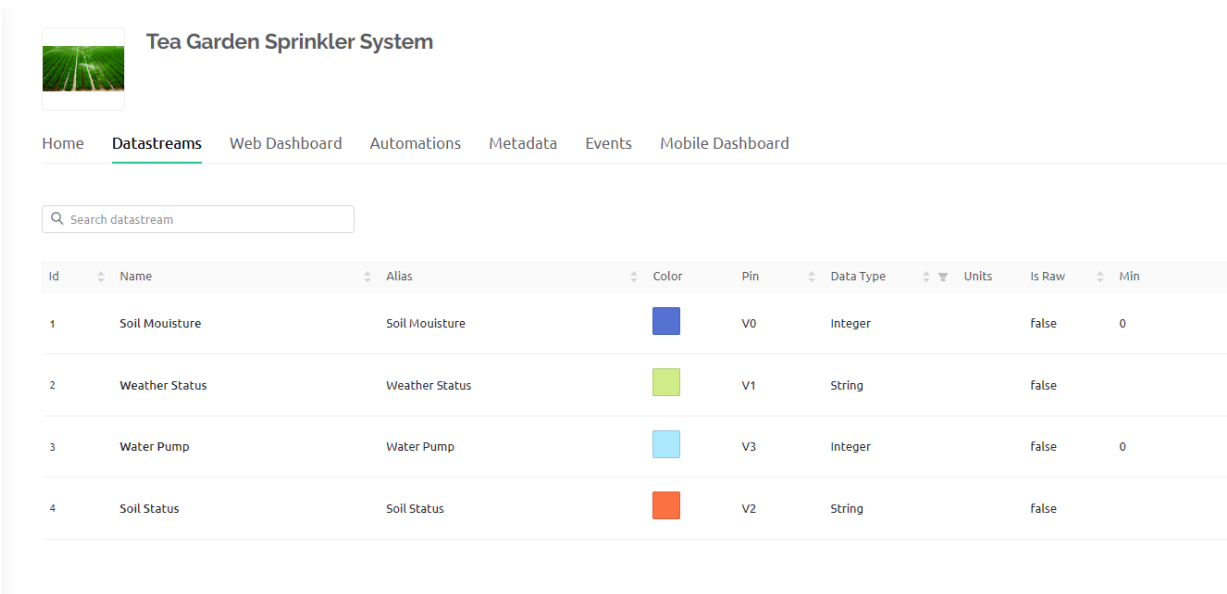 Tea Garden Sprinkler System
Home Datastreams Web Dashboard Automations Metadata Events Mobile Dashboard
Search datastream
Id Name Alias Color Pin Data Type Units Is Raw Min
1 Soil Mouisture Soil Mouisture V0 Integer false 0
2 Weather Status Weather Status V1 String false
3 Water Pump Water Pump V3 Integer false 0
4 Soil Status Soil Status V2 String false